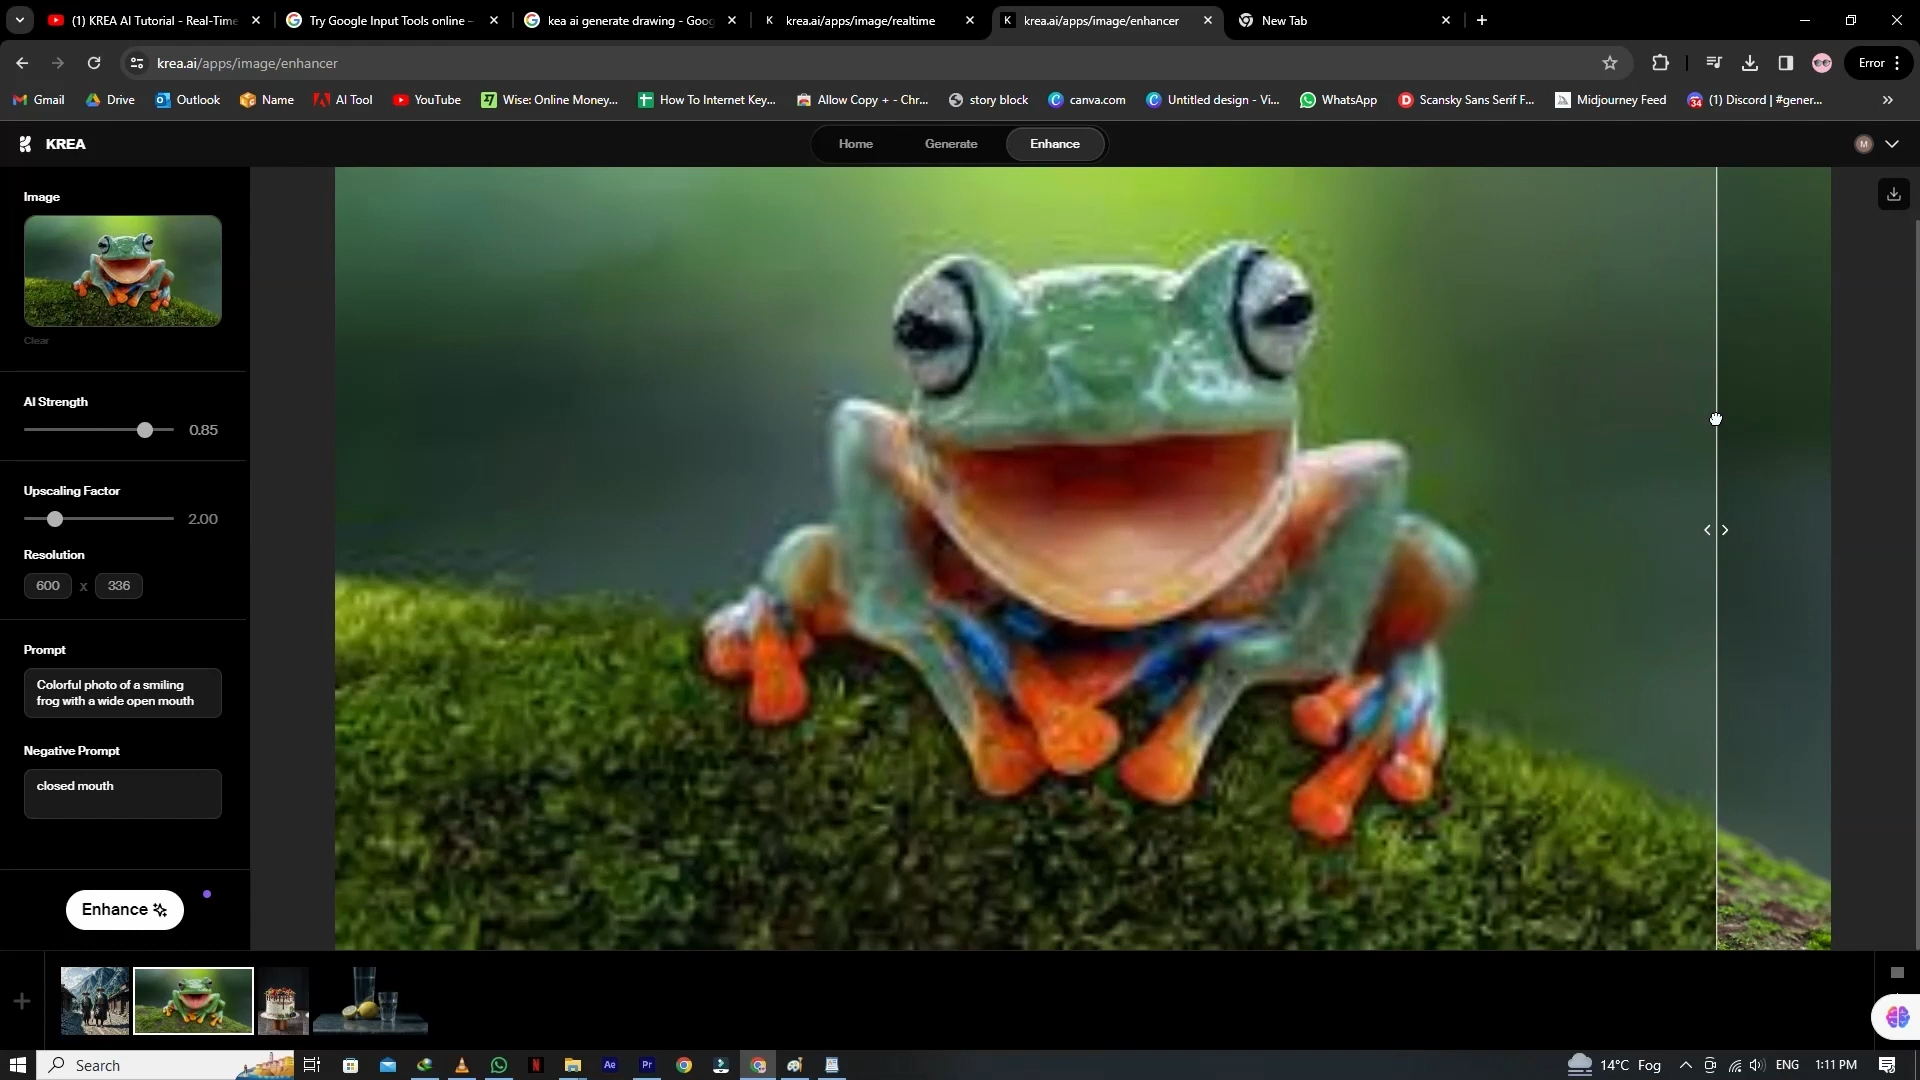 (1) KREA AI Tutorial - Real-Time
Try Google Input Tools online –
kea ai generate drawing - Goog
krea.ai/apps/image/realtime
krea.ai/apps/image/enhancer
New Tab
krea.ai/apps/image/enhancer
Error
Gmail
Drive
Outlook
Name
AI Tool
YouTube
Wise: Online Money...
How To Internet Key...
Allow Copy + - Chr...
story block
canva.com
Untitled design - Vi...
WhatsApp
Scansky Sans Serif F...
Midjourney Feed
(1) Discord | #gener...
KREA
Home
Generate
Enhance
M
Image
Clear
AI Strength
0.85
Upscaling Factor
2.00
Resolution
600 x 336
Prompt
Colorful photo of a smiling
frog with a wide open mouth
Negative Prompt
closed mouth
Enhance
Search
Ae
Pr
14°C Fog
ENG
1:11 PM